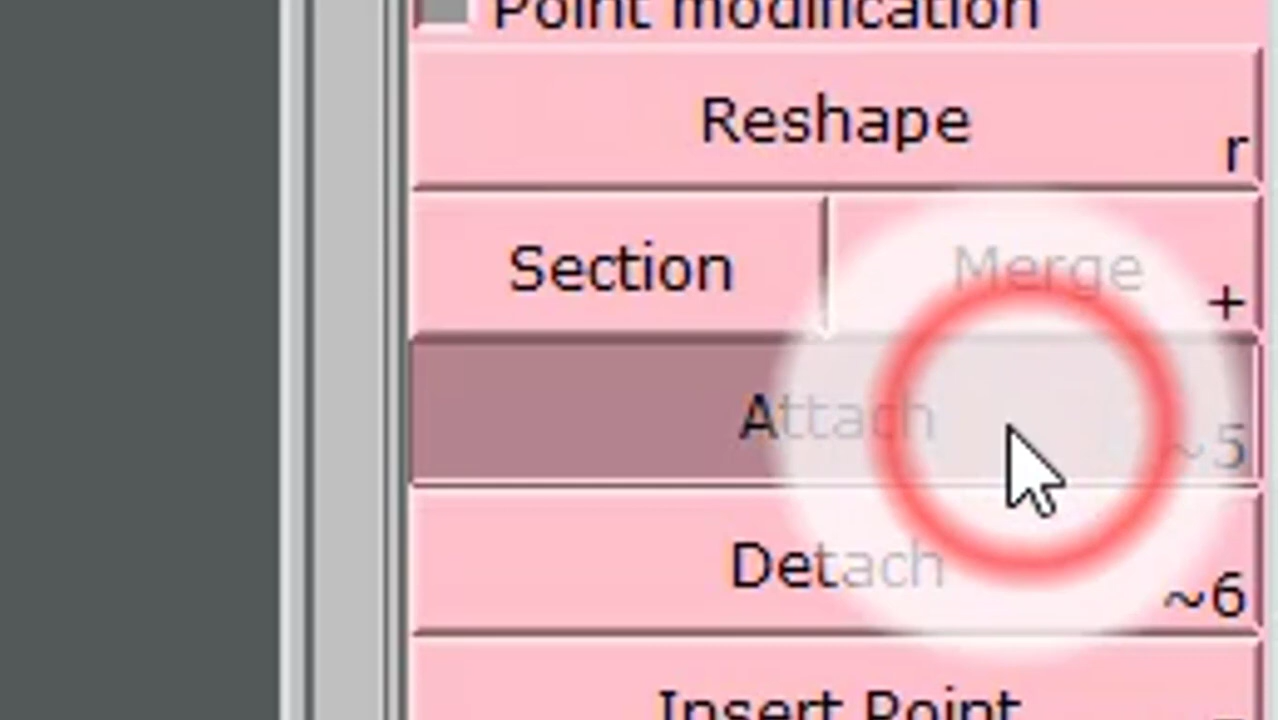 Point modification
Reshape r
Section Merge +
Attach ~5
Detach ~6
Insert Point